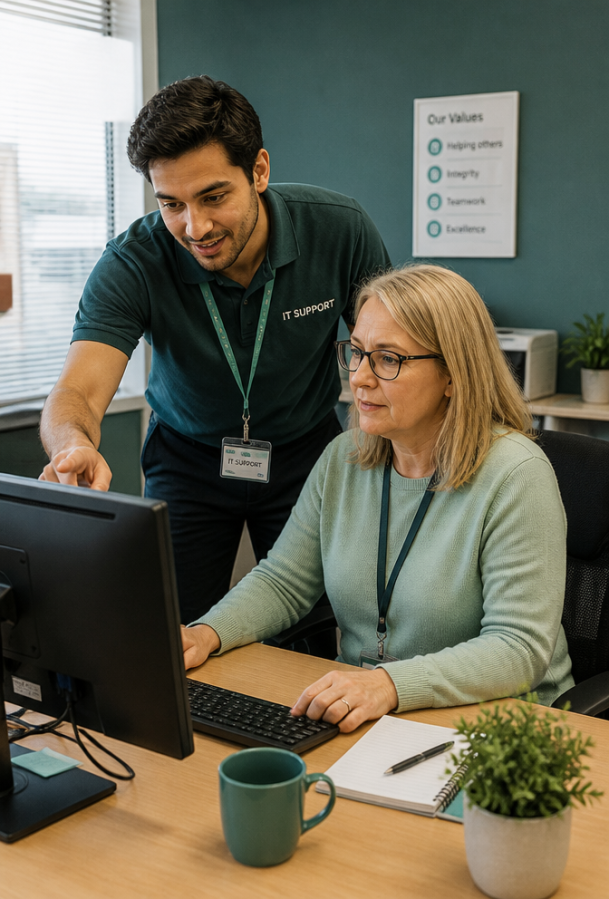 Our Values
Helping others
Integrity
Teamwork
Excellence
IT SUPPORT
IT SUPPORT